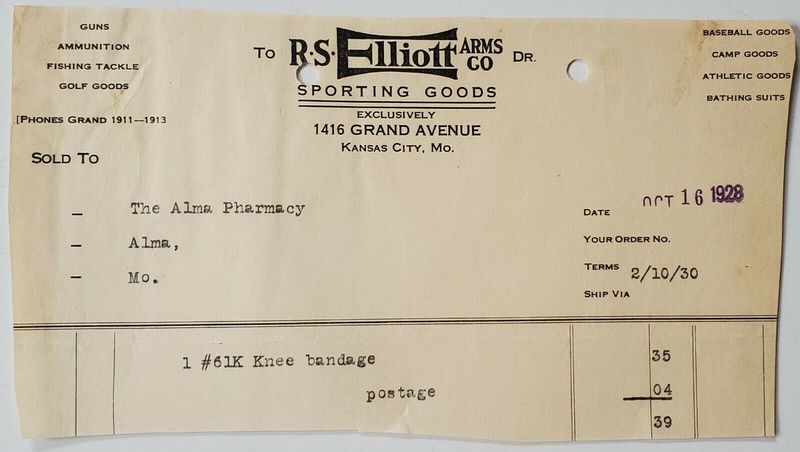 GUNS
AMMUNITION
FISHING TACKLE
GOLF GOODS
[PHONES GRAND 1911—1913
TO R·S·Elliott ARMS CO DR.
SPORTING GOODS
EXCLUSIVELY
1416 GRAND AVENUE
KANSAS CITY, MO.
BASEBALL GOODS
CAMP GOODS
ATHLETIC GOODS
BATHING SUITS
SOLD TO
— The Alma Pharmacy
— Alma,
— Mo.
DATE OCT 16 1928
YOUR ORDER NO.
TERMS 2/10/30
SHIP VIA
1 #61K Knee bandage 35
postage 04
39